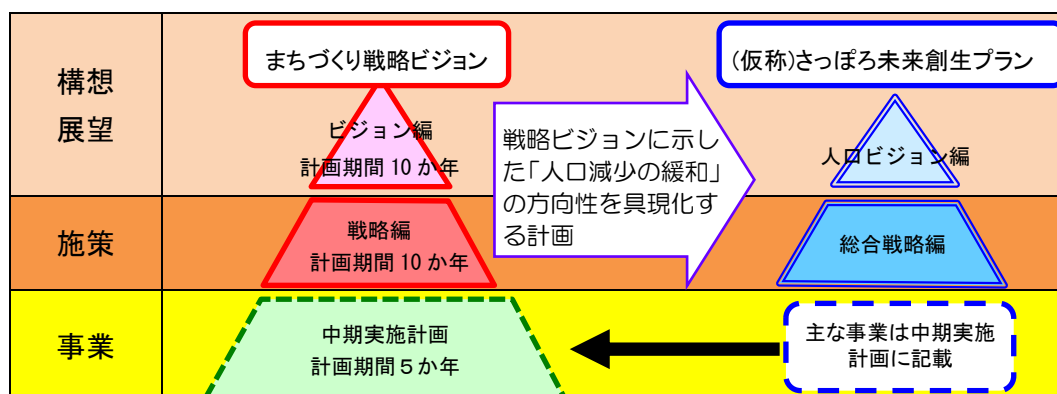 構想
展望
まちづくり戦略ビジョン
ビジョン編
計画期間 10 か年
戦略ビジョンに示し
た「人口減少の緩和」
の方向性を具現化す
る計画
(仮称)さっぽろ未来創生プラン
人口ビジョン編
施策
戦略編
計画期間 10 か年
総合戦略編
事業
中期実施計画
計画期間5か年
主な事業は中期実施
計画に記載